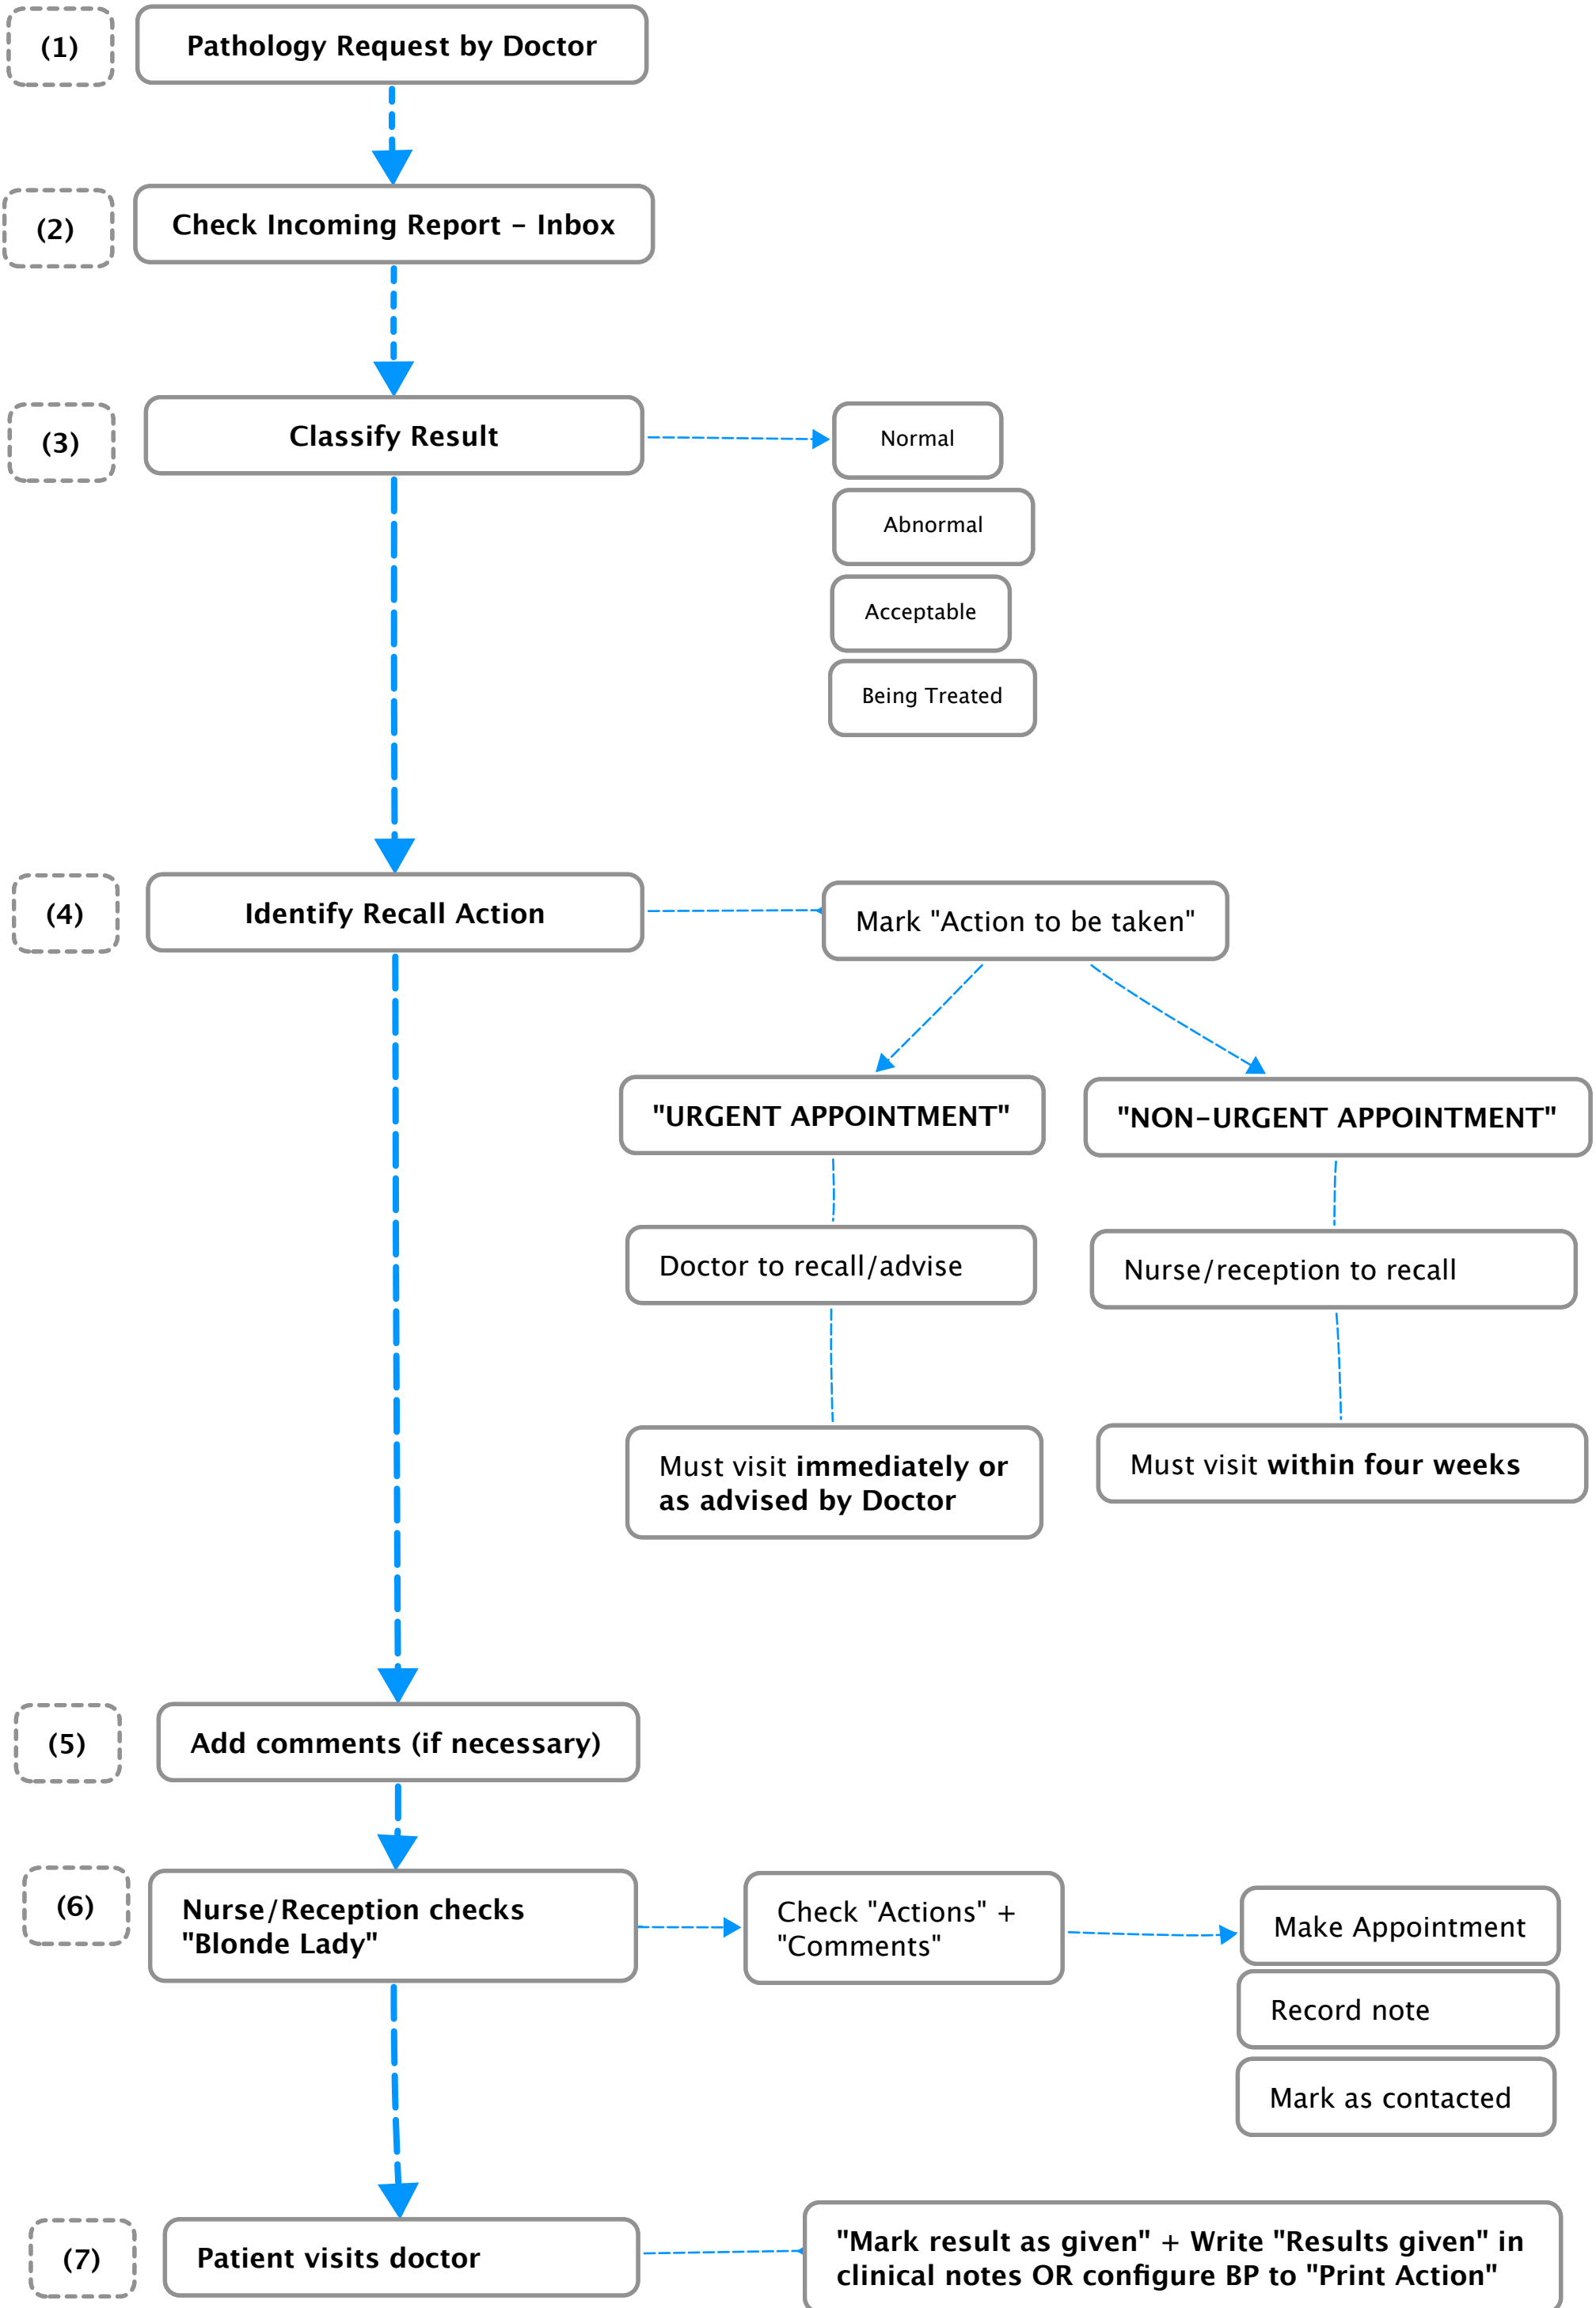 (1)
Pathology Request by Doctor
(2)
Check Incoming Report – Inbox
(3)
Classify Result
Normal
Abnormal
Acceptable
Being Treated
(4)
Identify Recall Action
Mark "Action to be taken"
"URGENT APPOINTMENT"
"NON-URGENT APPOINTMENT"
Doctor to recall/advise
Nurse/reception to recall
Must visit immediately or
as advised by Doctor
Must visit within four weeks
(5)
Add comments (if necessary)
(6)
Nurse/Reception checks
"Blonde Lady"
Check "Actions" +
"Comments"
Make Appointment
Record note
Mark as contacted
(7)
Patient visits doctor
"Mark result as given" + Write "Results given" in
clinical notes OR configure BP to "Print Action"